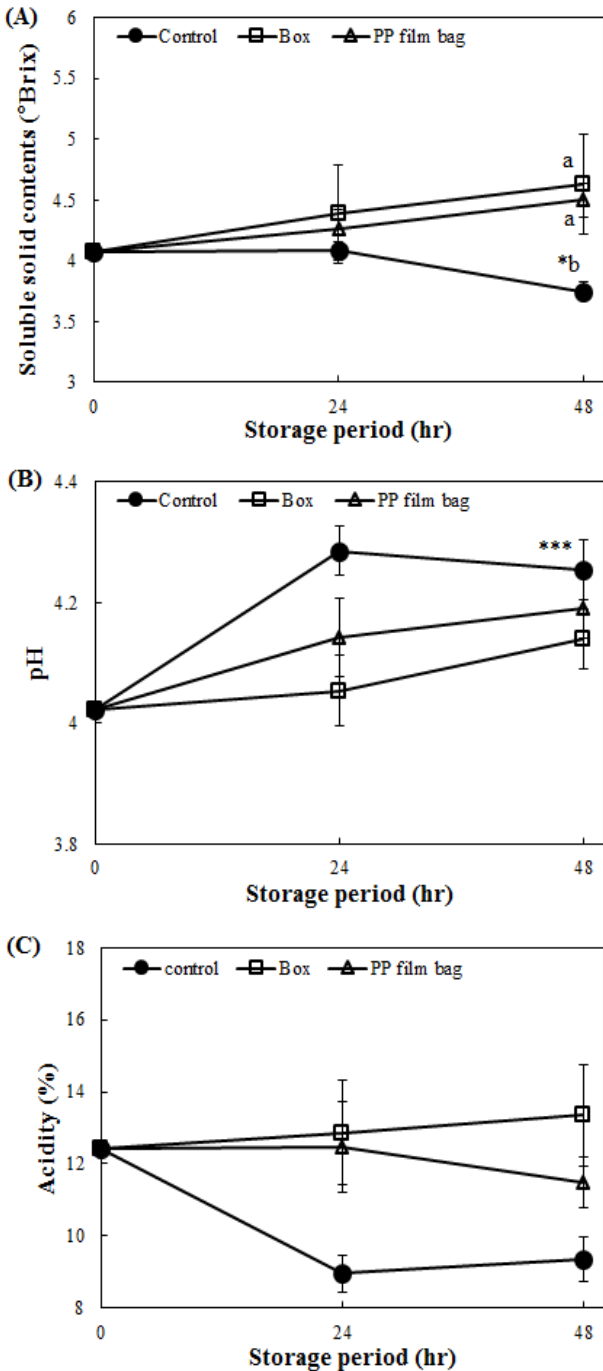 (A)
6
Control Box PP film bag
5.5
5
a
4.5
a
4
*b
3.5
3
0 24 48
Soluble solid contents (°Brix)
Storage period (hr)
(B)
4.4
Control Box PP film bag
***
4.2
4
3.8
0 24 48
pH
Storage period (hr)
(C)
18
control Box PP film bag
16
14
12
10
8
0 24 48
Acidity (%)
Storage period (hr)